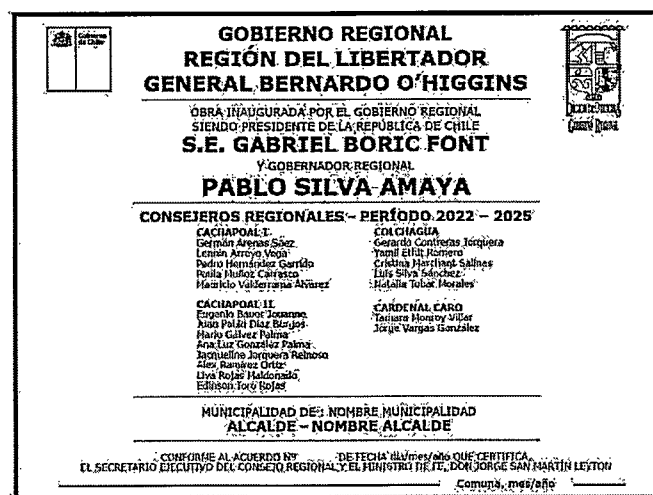 Gobierno de Chile
GOBIERNO REGIONAL
REGIÓN DEL LIBERTADOR
GENERAL BERNARDO O'HIGGINS
Gobierno Regional
OBRA INAUGURADA POR EL GOBIERNO REGIONAL
SIENDO PRESIDENTE DE LA REPÚBLICA DE CHILE
S.E. GABRIEL BORIC FONT
Y GOBERNADOR REGIONAL
PABLO SILVA AMAYA
CONSEJEROS REGIONALES – PERÍODO 2022 – 2025
CACHAPOAL I
Germán Arenas Sáez
Lennin Arroyo Vega
Pedro Hernández Garrido
Muñoz Carrasco
Mauricio Valderrama Álvarez
CACHAPOAL II
Eugenio Bauer Jouanne
Juan Pablo Díaz Burgos
Mario Gálvez Palma
Ana Luz González Palma
Jacqueline Jorquera Reinoso
Alex Ramírez Ortiz
Rojas Maldonado
Edinson Toro Rojas
COLCHAGUA
Gerardo Contreras Jorquera
Yamil Ethit Romero
Cristina Marchant Salinas
Luis Silva Sánchez
Natalia Tobar Morales
CARDENAL CARO
Tamara Monroy Villar
Jorge Vargas González
MUNICIPALIDAD DE: NOMBRE MUNICIPALIDAD
ALCALDE – NOMBRE ALCALDE
CONFORME AL ACUERDO Nº DE FECHA día/mes/año QUE CERTIFICA,
EL SECRETARIO EJECUTIVO DEL CONSEJO REGIONAL Y EL MINISTRO DE FE, DON JORGE SAN MARTÍN LEYTON
Comuna, mes/año